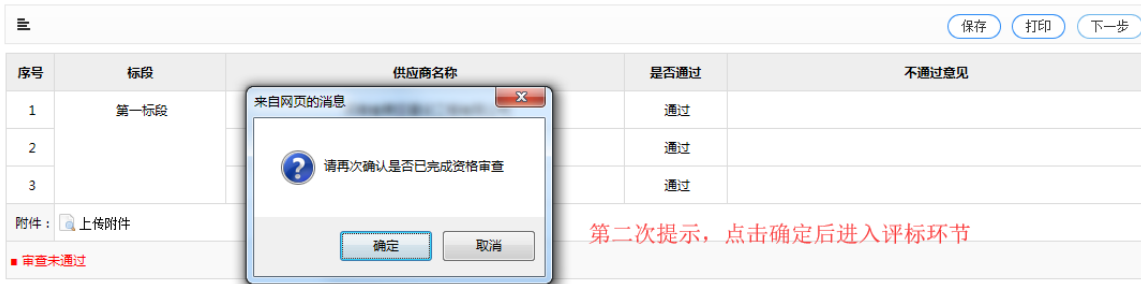 保存 打印 下一步
序号 标段 供应商名称 是否通过 不通过意见
来自网页的消息
1 第一标段 通过
2 通过
请再次确认是否已完成资格审查
3 通过
附件： 上传附件
第二次提示，点击确定后进入评标环节
确定 取消
审查未通过